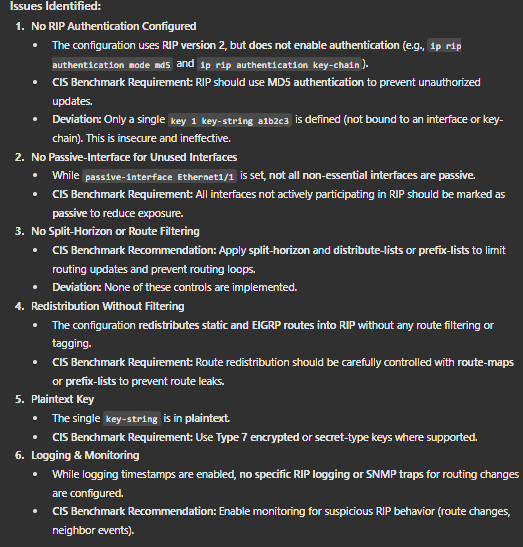 Issues Identified:
1. No RIP Authentication Configured
• The configuration uses RIP version 2, but does not enable authentication (e.g., ip rip
authentication mode md5 and ip rip authentication key-chain).
• CIS Benchmark Requirement: RIP should use MD5 authentication to prevent unauthorized
updates.
• Deviation: Only a single key 1 key-string a1b2c3 is defined (not bound to an interface or key-
chain). This is insecure and ineffective.
2. No Passive-Interface for Unused Interfaces
• While passive-interface Ethernet1/1 is set, not all non-essential interfaces are passive.
• CIS Benchmark Requirement: All interfaces not actively participating in RIP should be marked as
passive to reduce exposure.
3. No Split-Horizon or Route Filtering
• CIS Benchmark Recommendation: Apply split-horizon and distribute-lists or prefix-lists to limit
routing updates and prevent routing loops.
• Deviation: None of these controls are implemented.
4. Redistribution Without Filtering
• The configuration redistributes static and EIGRP routes into RIP without any route filtering or
tagging.
• CIS Benchmark Requirement: Route redistribution should be carefully controlled with route-maps
or prefix-lists to prevent route leaks.
5. Plaintext Key
• The single key-string is in plaintext.
• CIS Benchmark Requirement: Use Type 7 encrypted or secret-type keys where supported.
6. Logging & Monitoring
• While logging timestamps are enabled, no specific RIP logging or SNMP traps for routing changes
are configured.
• CIS Benchmark Recommendation: Enable monitoring for suspicious RIP behavior (route changes,
neighbor events).